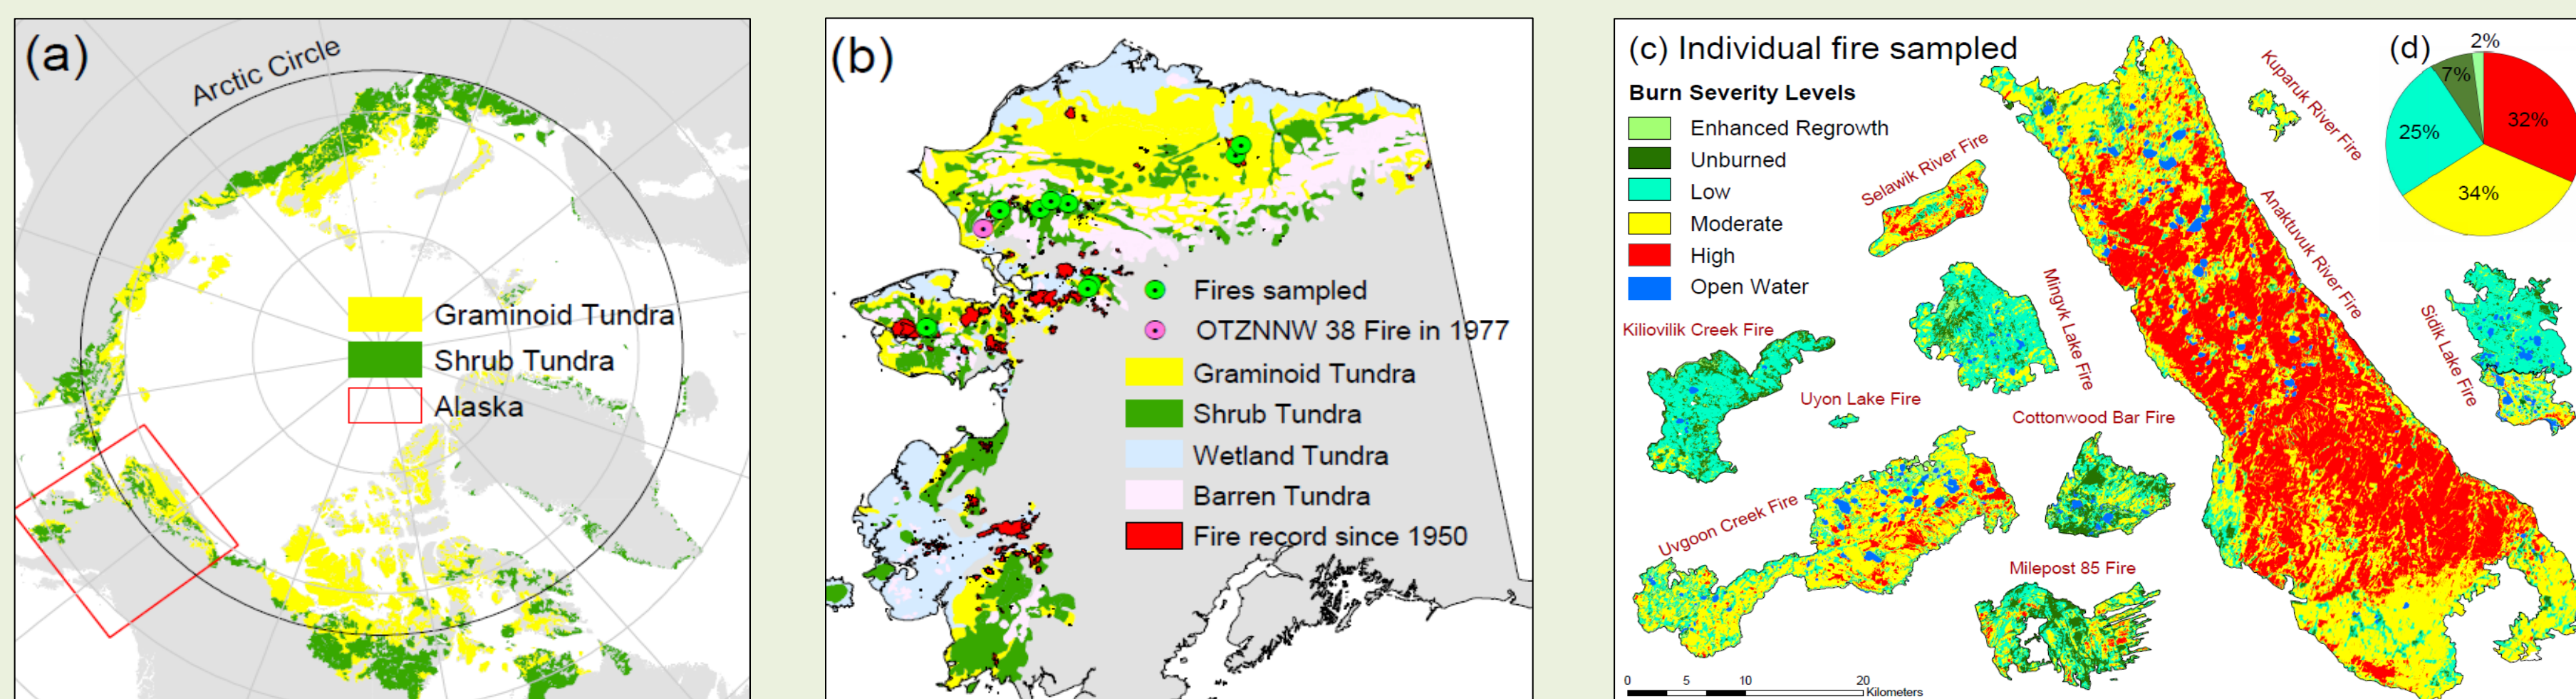 (a)
Arctic Circle
Graminoid Tundra
Shrub Tundra
Alaska
(b)
Fires sampled
OTZNNW 38 Fire in 1977
Graminoid Tundra
Shrub Tundra
Wetland Tundra
Barren Tundra
Fire record since 1950
(c) Individual fire sampled
Burn Severity Levels
Enhanced Regrowth
Unburned
Low
Moderate
High
Open Water
Selawik River Fire
Kuparuk River Fire
Anaktuvuk River Fire
Mingvk Lake Fire
Sidik Lake Fire
Kiliovilik Creek Fire
Uyon Lake Fire
Cottonwood Bar Fire
Uvgoon Creek Fire
Milepost 85 Fire
0 5 10 20
Kilometers
(d)
2%
7%
32%
25%
34%